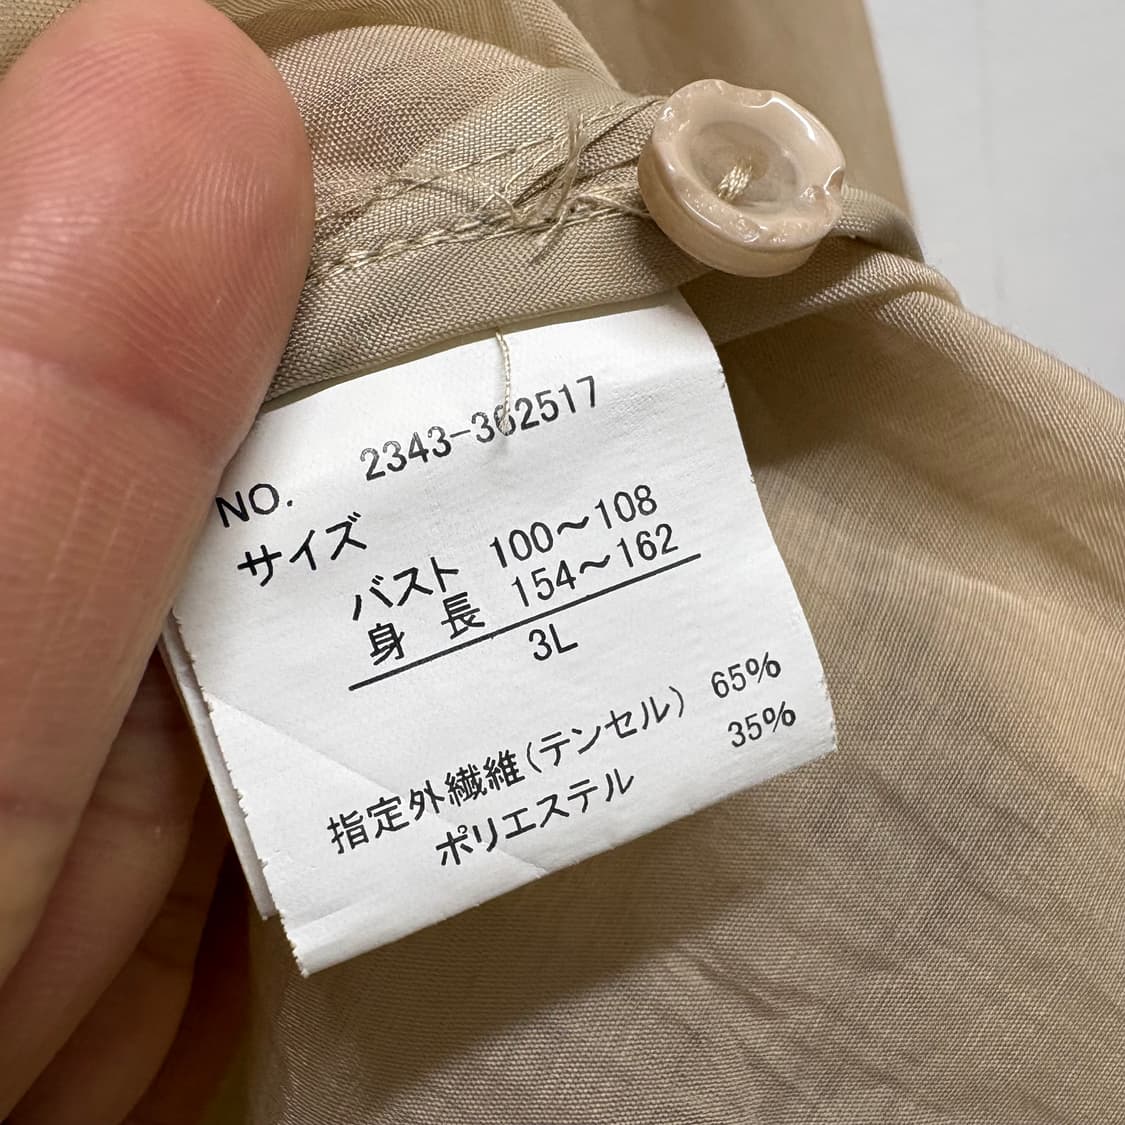 NO. 2343-362517
サイズ
バスト 100～108
身長 154～162
3L
指定外繊維(テンセル) 65%
ポリエステル 35%